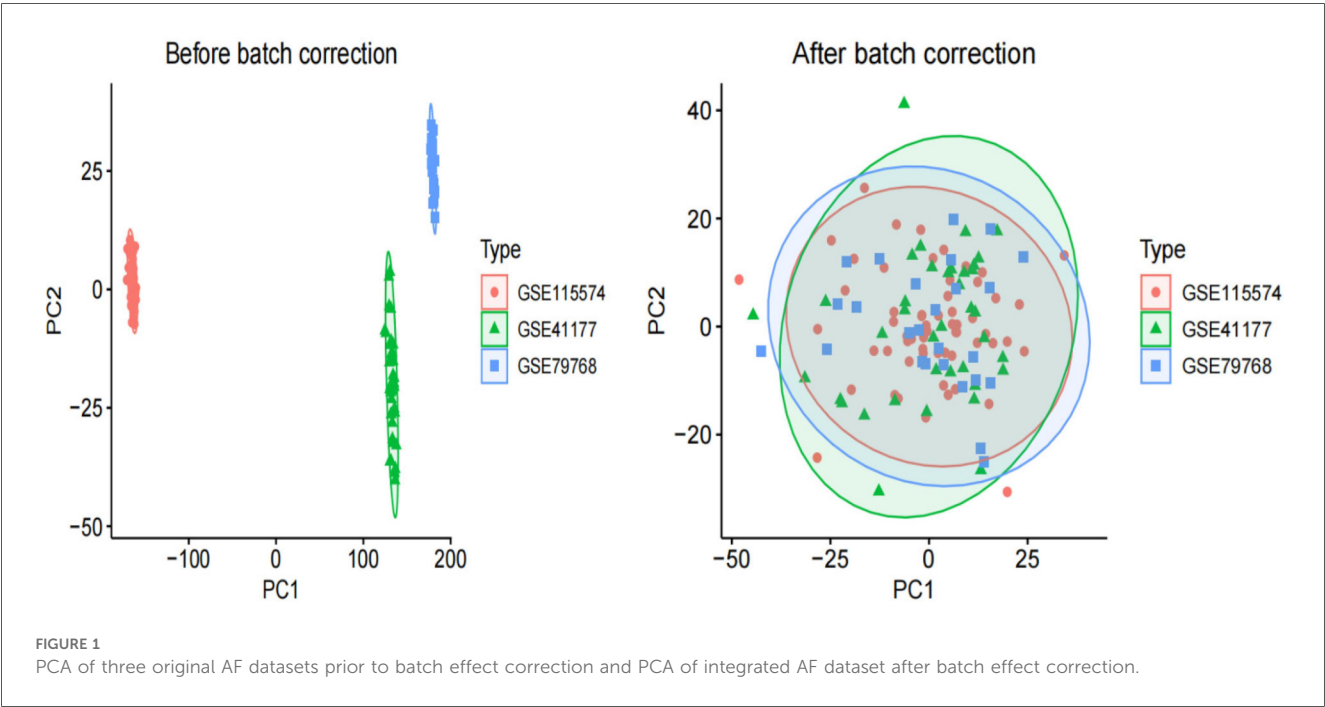 Before batch correction
PC2
25
0
−25
−50
−100
0
100
200
PC1
Type
GSE115574
GSE41177
GSE79768
After batch correction
PC2
40
20
0
−20
−50
−25
0
25
PC1
Type
GSE115574
GSE41177
GSE79768
FIGURE 1
PCA of three original AF datasets prior to batch effect correction and PCA of integrated AF dataset after batch effect correction.